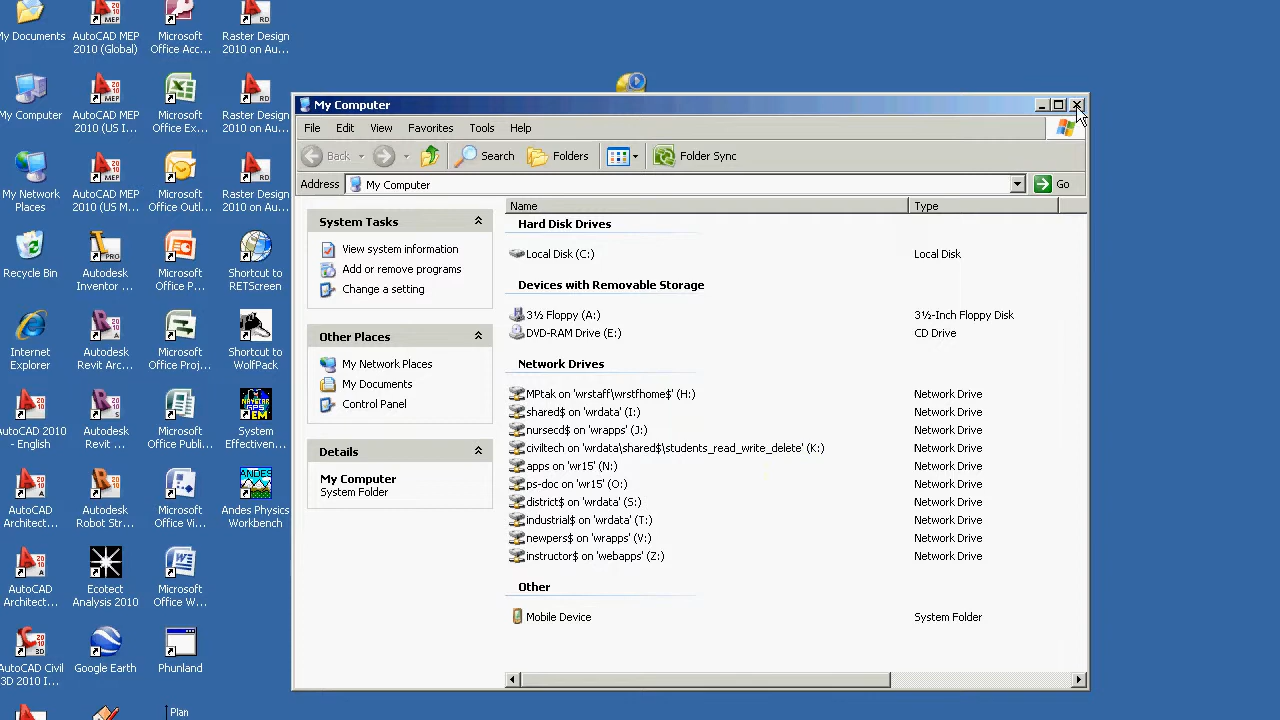 My Documents
AutoCAD MEP
2010 (Global)
Microsoft
Office Acc...
Raster Design
2010 on Au...
My Computer
AutoCAD MEP
2010 (US I...
Microsoft
Office Ex...
Raster Design
2010 on Au...
My Network
Places
AutoCAD MEP
2010 (US M...
Microsoft
Office Outl...
Raster Design
2010 on Au...
Recycle Bin
Autodesk
Inventor ...
Microsoft
Office P...
Shortcut to
RETScreen
Internet
Explorer
Autodesk
Revit Arc...
Microsoft
Office Proj...
Shortcut to
WolfPack
AutoCAD 2010
- English
Autodesk
Revit ...
Microsoft
Office Publi...
System
Effectiven...
AutoCAD
Architect...
Autodesk
Robot Str...
Microsoft
Office Vi...
Andes Physics
Workbench
AutoCAD
Architect...
Ecotect
Analysis 2010
Microsoft
Office W...
AutoCAD Civil
3D 2010 I...
Google Earth
Phunland
Plan
My Computer
File Edit View Favorites Tools Help
Back Search Folders Folder Sync
Address My Computer Go
System Tasks
View system information
Add or remove programs
Change a setting
Other Places
My Network Places
My Documents
Control Panel
Details
My Computer
System Folder
Name Type
Hard Disk Drives
Local Disk (C:) Local Disk
Devices with Removable Storage
3½ Floppy (A:) 3½-Inch Floppy Disk
DVD-RAM Drive (E:) CD Drive
Network Drives
MPtak on 'wrstaff\wrstfhome$' (H:) Network Drive
shared$ on 'wrdata' (I:) Network Drive
nursecd$ on 'wrapps' (J:) Network Drive
civiltech on 'wrdata\shared$\students_read_write_delete' (K:) Network Drive
apps on 'wr15' (N:) Network Drive
ps-doc on 'wr15' (O:) Network Drive
district$ on 'wrdata' (S:) Network Drive
industrial$ on 'wrdata' (T:) Network Drive
newpers$ on 'wrapps' (V:) Network Drive
instructor$ on 'webapps' (Z:) Network Drive
Other
Mobile Device System Folder